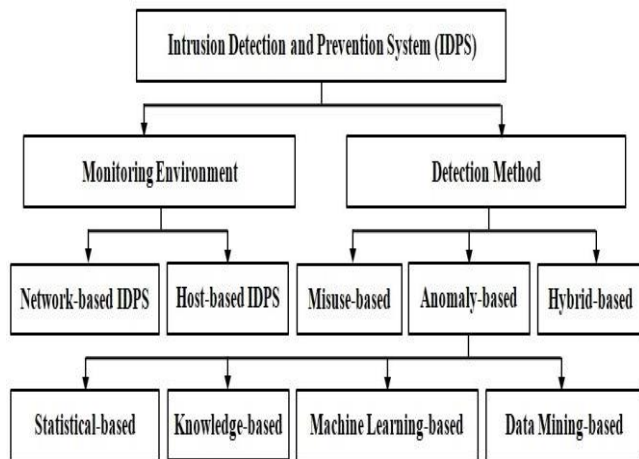 Intrusion Detection and Prevention System (IDPS)
Monitoring Environment
Detection Method
Network-based IDPS
Host-based IDPS
Misuse-based
Anomaly-based
Hybrid-based
Statistical-based
Knowledge-based
Machine Learning-based
Data Mining-based